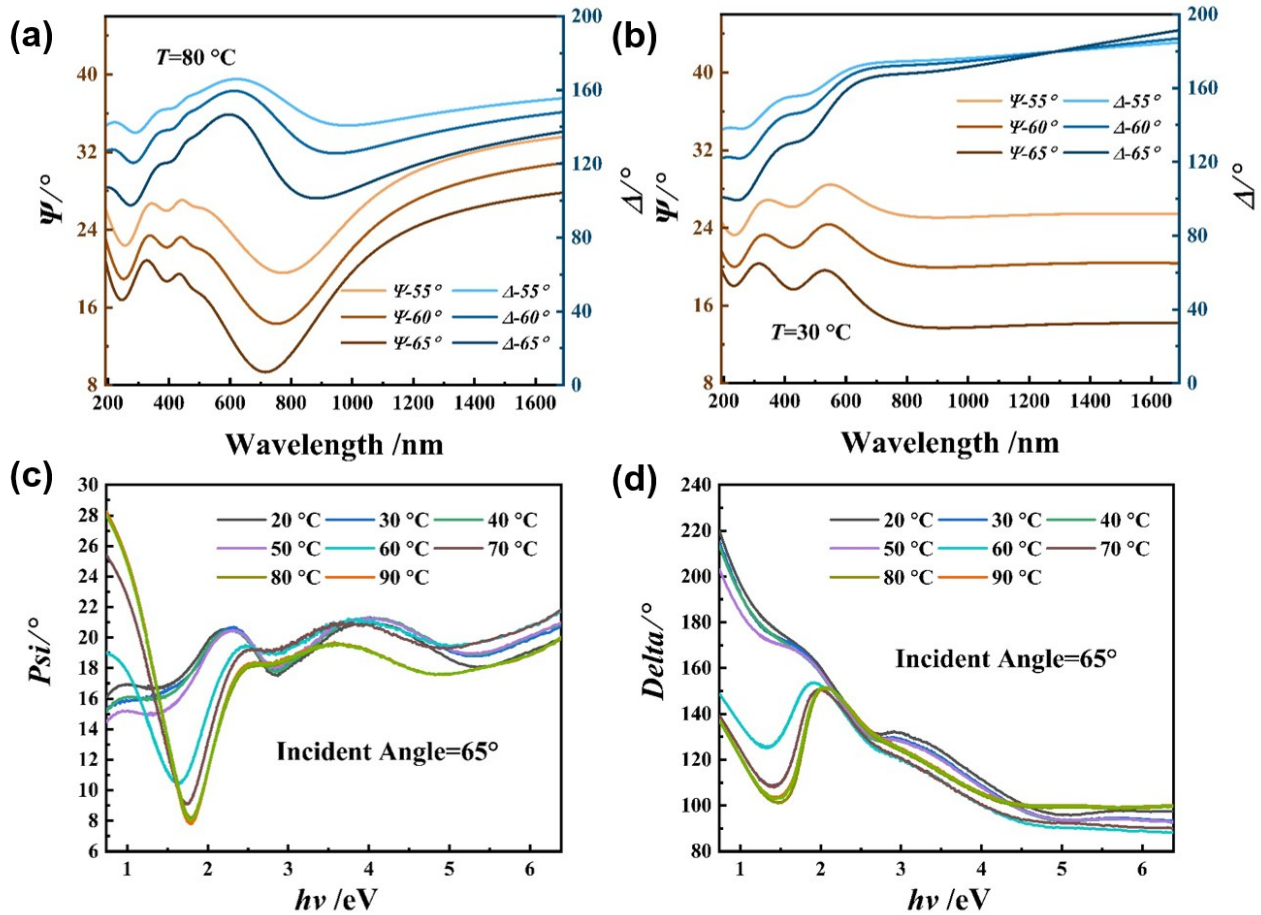 (a)
T=80 °C
Ψ/°
40
32
24
16
8
200
160
120
80
40
0
Δ/°
Ψ-55° Δ-55°
Ψ-60° Δ-60°
Ψ-65° Δ-65°
200 400 600 800 1000 1200 1400 1600
Wavelength /nm
(b)
Ψ/°
40
32
24
16
8
200
160
120
80
40
0
Δ/°
Ψ-55° Δ-55°
Ψ-60° Δ-60°
Ψ-65° Δ-65°
T=30 °C
200 400 600 800 1000 1200 1400 1600
Wavelength /nm
(c)
Psi/°
30
28
26
24
22
20
18
16
14
12
10
8
6
20 °C 30 °C 40 °C
50 °C 60 °C 70 °C
80 °C 90 °C
Incident Angle=65°
1 2 3 4 5 6
hv /eV
(d)
Delta/°
240
220
200
180
160
140
120
100
80
20 °C 30 °C 40 °C
50 °C 60 °C 70 °C
80 °C 90 °C
Incident Angle=65°
1 2 3 4 5 6
hv /eV